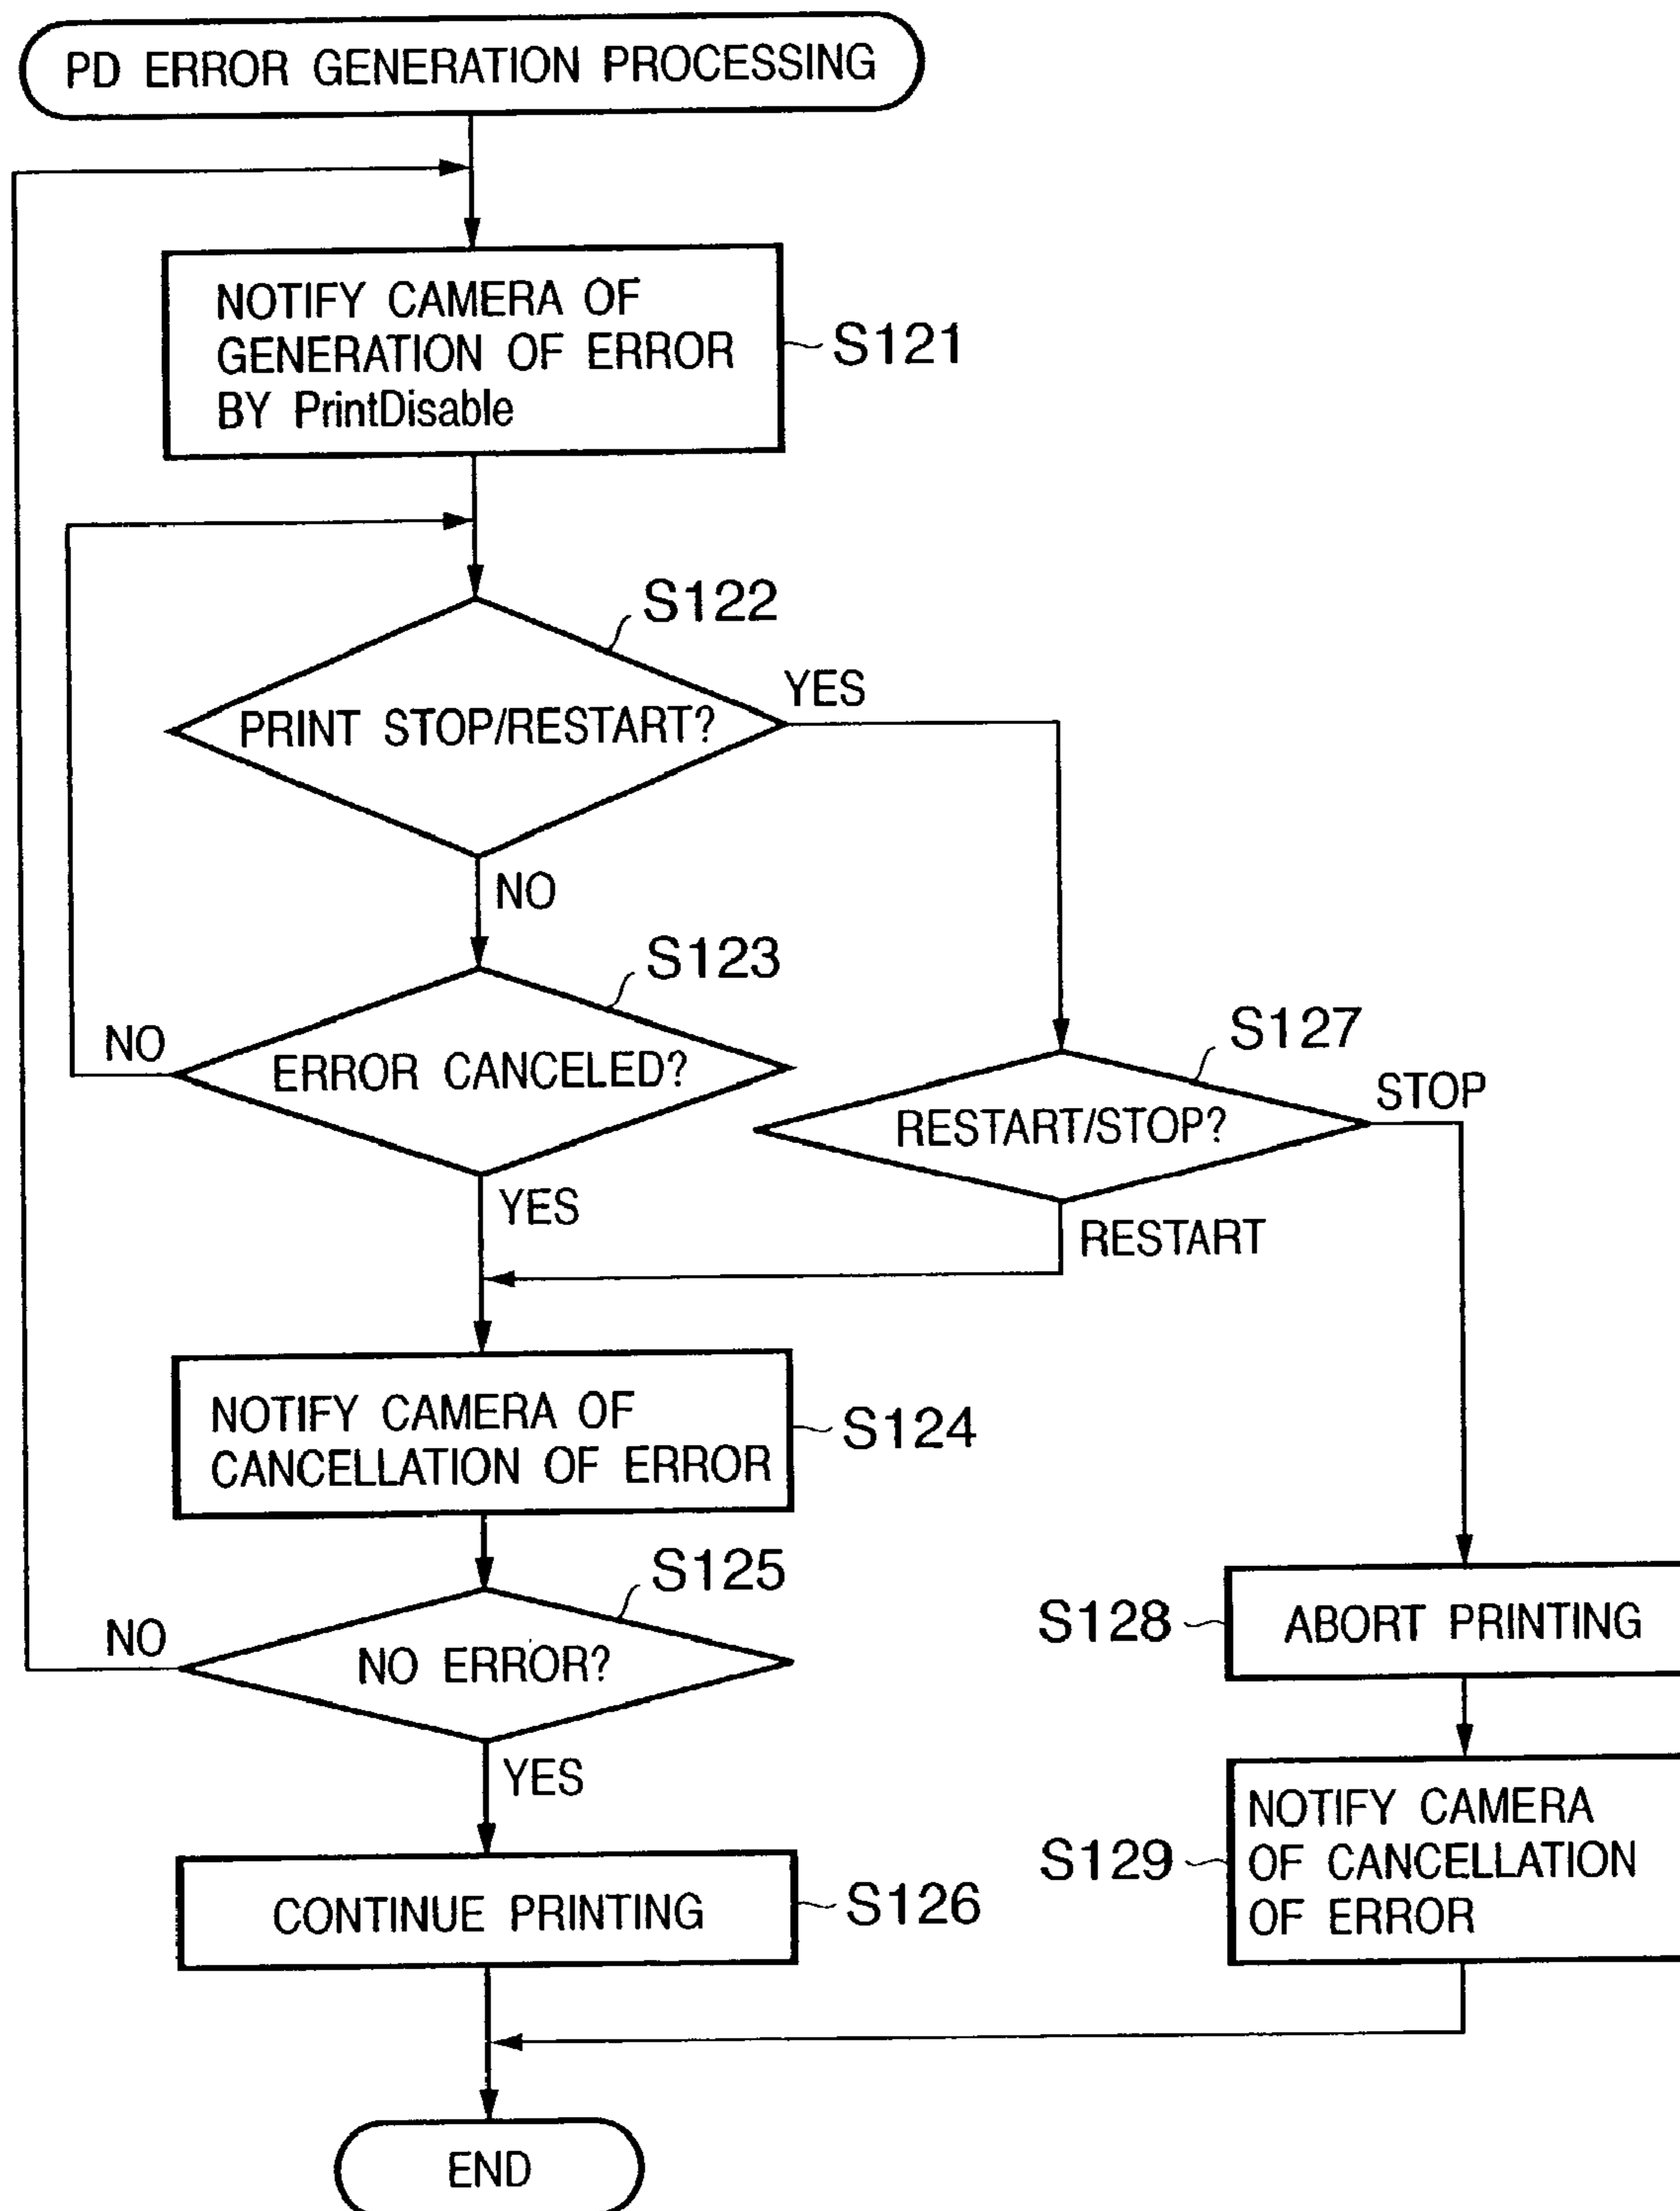 PD ERROR GENERATION PROCESSING
NOTIFY CAMERA OF
GENERATION OF ERROR
BY PrintDisable
S121
S122
PRINT STOP/RESTART?
YES
NO
S123
ERROR CANCELED?
NO
YES
S127
RESTART/STOP?
STOP
RESTART
NOTIFY CAMERA OF
CANCELLATION OF ERROR
S124
S125
NO ERROR?
NO
YES
CONTINUE PRINTING
S126
S128
ABORT PRINTING
S129
NOTIFY CAMERA
OF CANCELLATION
OF ERROR
END